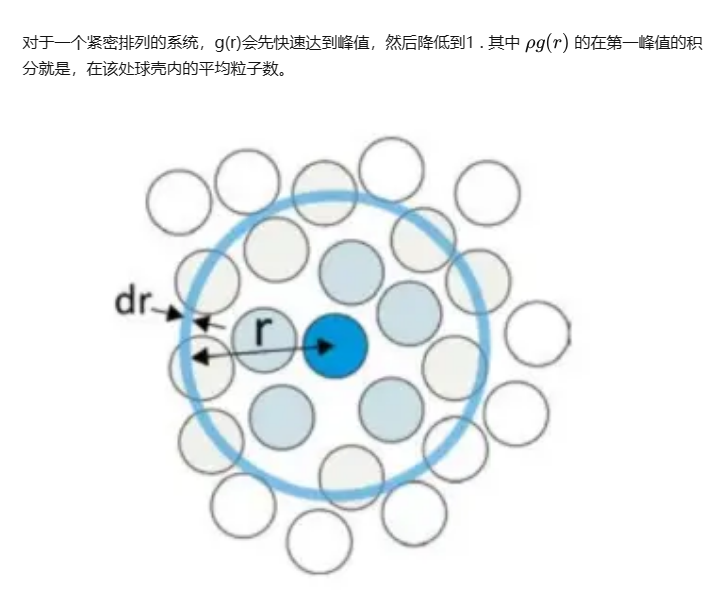 对于一个紧密排列的系统，g(r)会先快速达到峰值，然后降低到1 . 其中 ρg(r) 的在第一峰值的积
分就是，在该处球壳内的平均粒子数。
dr
r